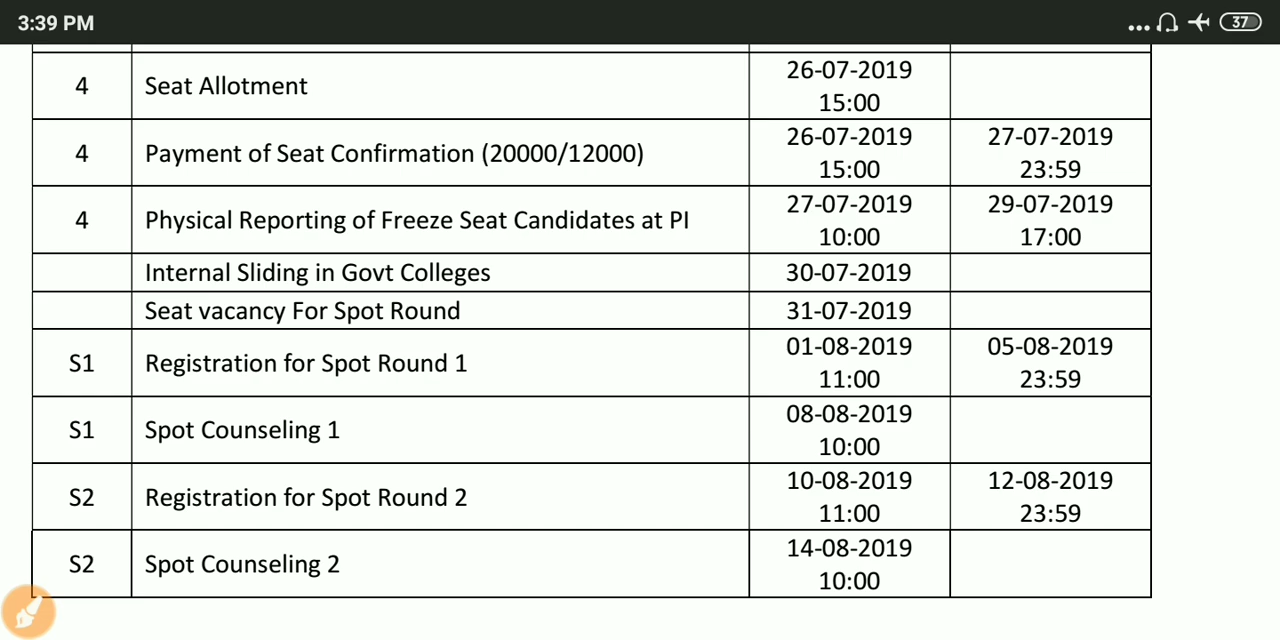 3:39 PM
37
4 Seat Allotment 26-07-2019 15:00
4 Payment of Seat Confirmation (20000/12000) 26-07-2019 15:00 27-07-2019 23:59
4 Physical Reporting of Freeze Seat Candidates at PI 27-07-2019 10:00 29-07-2019 17:00
Internal Sliding in Govt Colleges 30-07-2019
Seat vacancy For Spot Round 31-07-2019
S1 Registration for Spot Round 1 01-08-2019 11:00 05-08-2019 23:59
S1 Spot Counseling 1 08-08-2019 10:00
S2 Registration for Spot Round 2 10-08-2019 11:00 12-08-2019 23:59
S2 Spot Counseling 2 14-08-2019 10:00